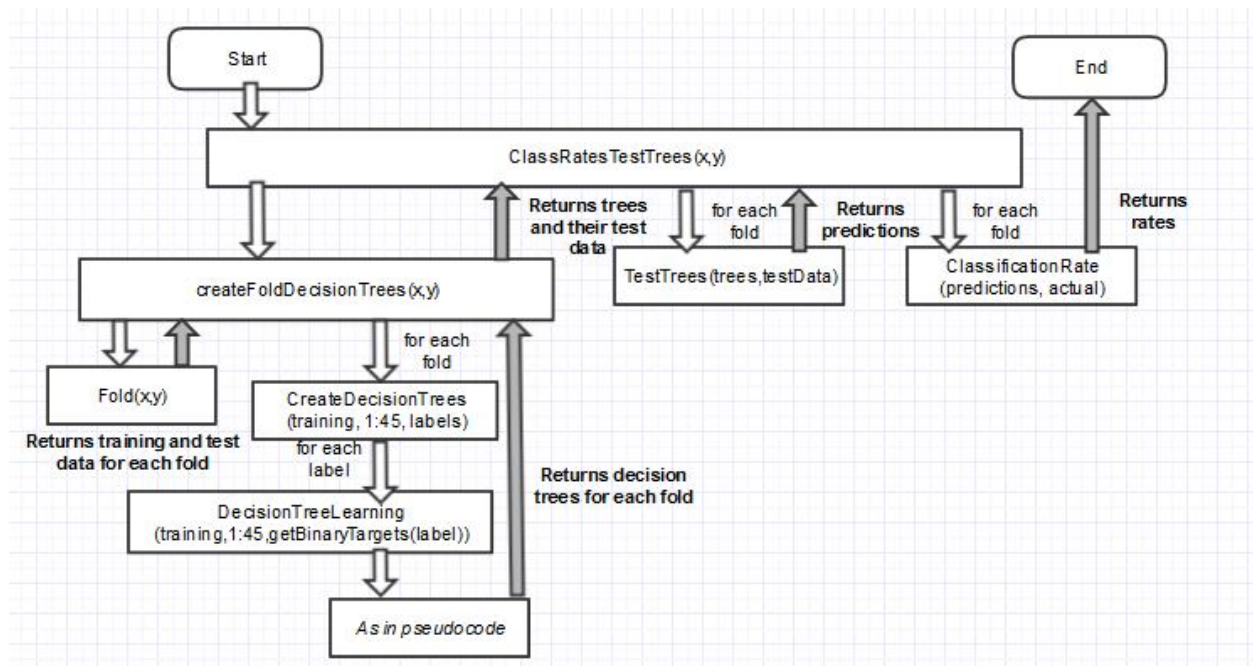 Start
End
ClassRatesTestTrees(x,y)
Returns trees
and their test
data
for each
fold
Returns
predictions
for each
fold
Returns
rates
createFoldDecisionTrees(x,y)
TestTrees(trees,testData)
ClassificationRate
(predictions, actual)
for each
fold
Fold(x,y)
CreateDecisionTrees
(training, 1:45, labels)
Returns training and test
data for each fold
for each
label
Returns decision
trees for each fold
DecisionTreeLearning
(training,1:45,getBinaryTargets(label))
As in pseudocode